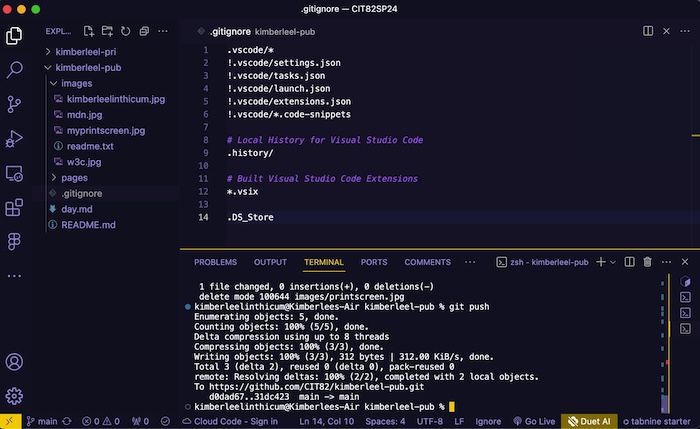 .gitignore — CIT82SP24
EXPL...
kimberleel-pri
kimberleel-pub
images
kimberleelinthicum.jpg
mdn.jpg
myprintscreen.jpg
readme.txt
w3c.jpg
pages
.gitignore
day.md
README.md
.gitignore kimberleel-pub
1 .vscode/*
2 !.vscode/settings.json
3 !.vscode/tasks.json
4 !.vscode/launch.json
5 !.vscode/extensions.json
6 !.vscode/*.code-snippets
7
8 # Local History for Visual Studio Code
9 .history/
10
11 # Built Visual Studio Code Extensions
12 *.vsix
13
14 .DS_Store
PROBLEMS OUTPUT TERMINAL PORTS COMMENTS ... zsh - kimberleel-pub
1 file changed, 0 insertions(+), 0 deletions(-)
delete mode 100644 images/printscreen.jpg
kimberleelinthicum@Kimberlees-Air kimberleel-pub % git push
Enumerating objects: 5, done.
Counting objects: 100% (5/5), done.
Delta compression using up to 8 threads
Compressing objects: 100% (3/3), done.
Writing objects: 100% (3/3), 312 bytes | 312.00 KiB/s, done.
Total 3 (delta 2), reused 0 (delta 0), pack-reused 0
remote: Resolving deltas: 100% (2/2), completed with 2 local objects.
To https://github.com/CIT82/kimberleel-pub.git
d0dad67..31dc423 main -> main
kimberleelinthicum@Kimberlees-Air kimberleel-pub %
main 0 0 0 Cloud Code - Sign in Ln 14, Col 10 Spaces: 4 UTF-8 LF Ignore Go Live Duet AI tabnine starter